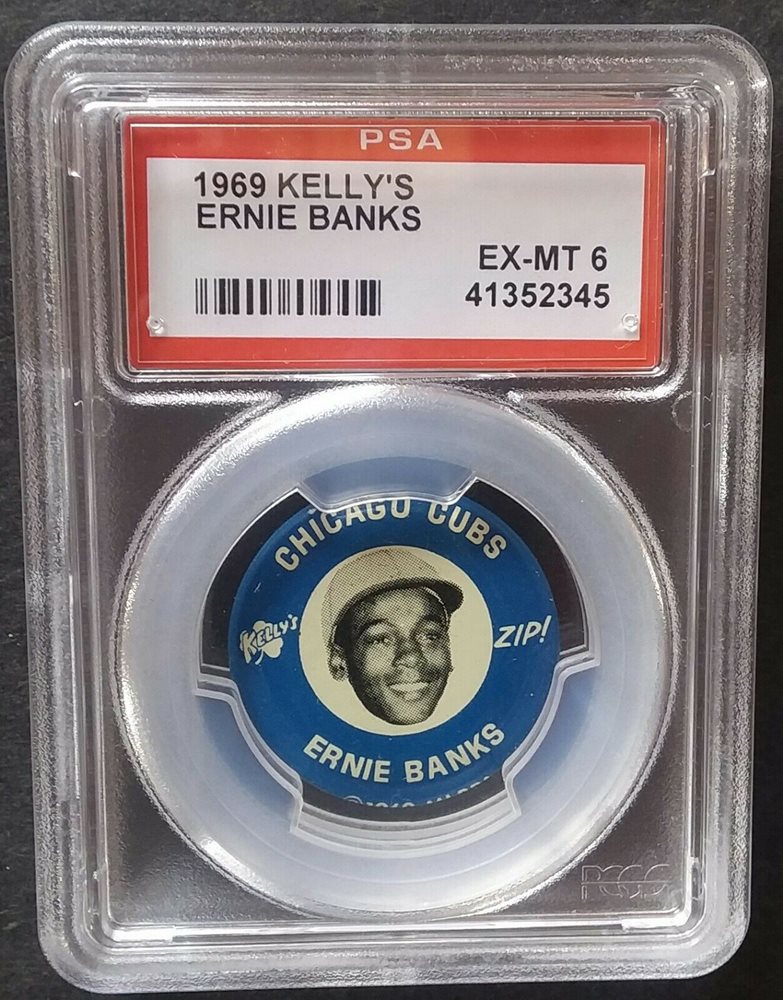 PSA
1969 KELLY'S
ERNIE BANKS
EX-MT 6
41352345
CHICAGO CUBS
KELLY'S
ZIP!
ERNIE BANKS
PCGS